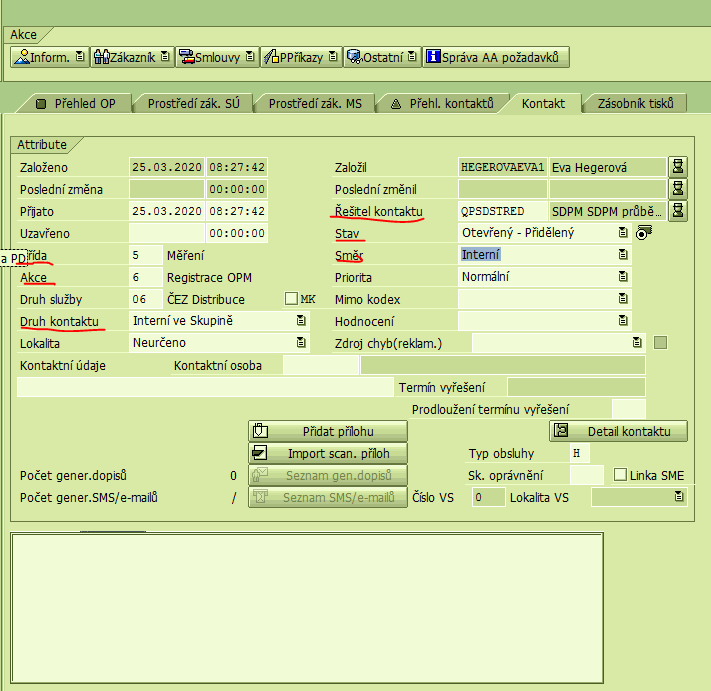 Akce
Inform. Zákazník Smlouvy PPříkazy Ostatní Správa AA požadavků
Přehled OP Prostředí zák. SÚ Prostředí zák. MS Přehl. kontaktů Kontakt Zásobník tisků
Attribute
Založeno 25.03.2020 08:27:42 Založil HEGEROVAEVA1 Eva Hegerová
Poslední změna 00:00:00 Poslední změnil
Přijato 25.03.2020 08:27:42 Řešitel kontaktu QPSDSTRED SDPM SDPM průbě…
Uzavřeno 00:00:00 Stav Otevřený - Přidělený
a PD Třída 5 Měření Směr Interní
Akce 6 Registrace OPM Priorita Normální
Druh služby 06 ČEZ Distribuce MK Mimo kodex
Druh kontaktu Interní ve Skupině Hodnocení
Lokalita Neurčeno Zdroj chyb(reklam.)
Kontaktní údaje Kontaktní osoba
Termín vyřešení
Prodloužení termínu vyřešení
Přidat přílohu Detail kontaktu
Import scan. příloh Typ obsluhy H
Počet gener.dopisů 0 Seznam gen.dopisů Sk. oprávnění Linka SME
Počet gener.SMS/e-mailů / Seznam SMS/e-mailů Číslo VS 0 Lokalita VS